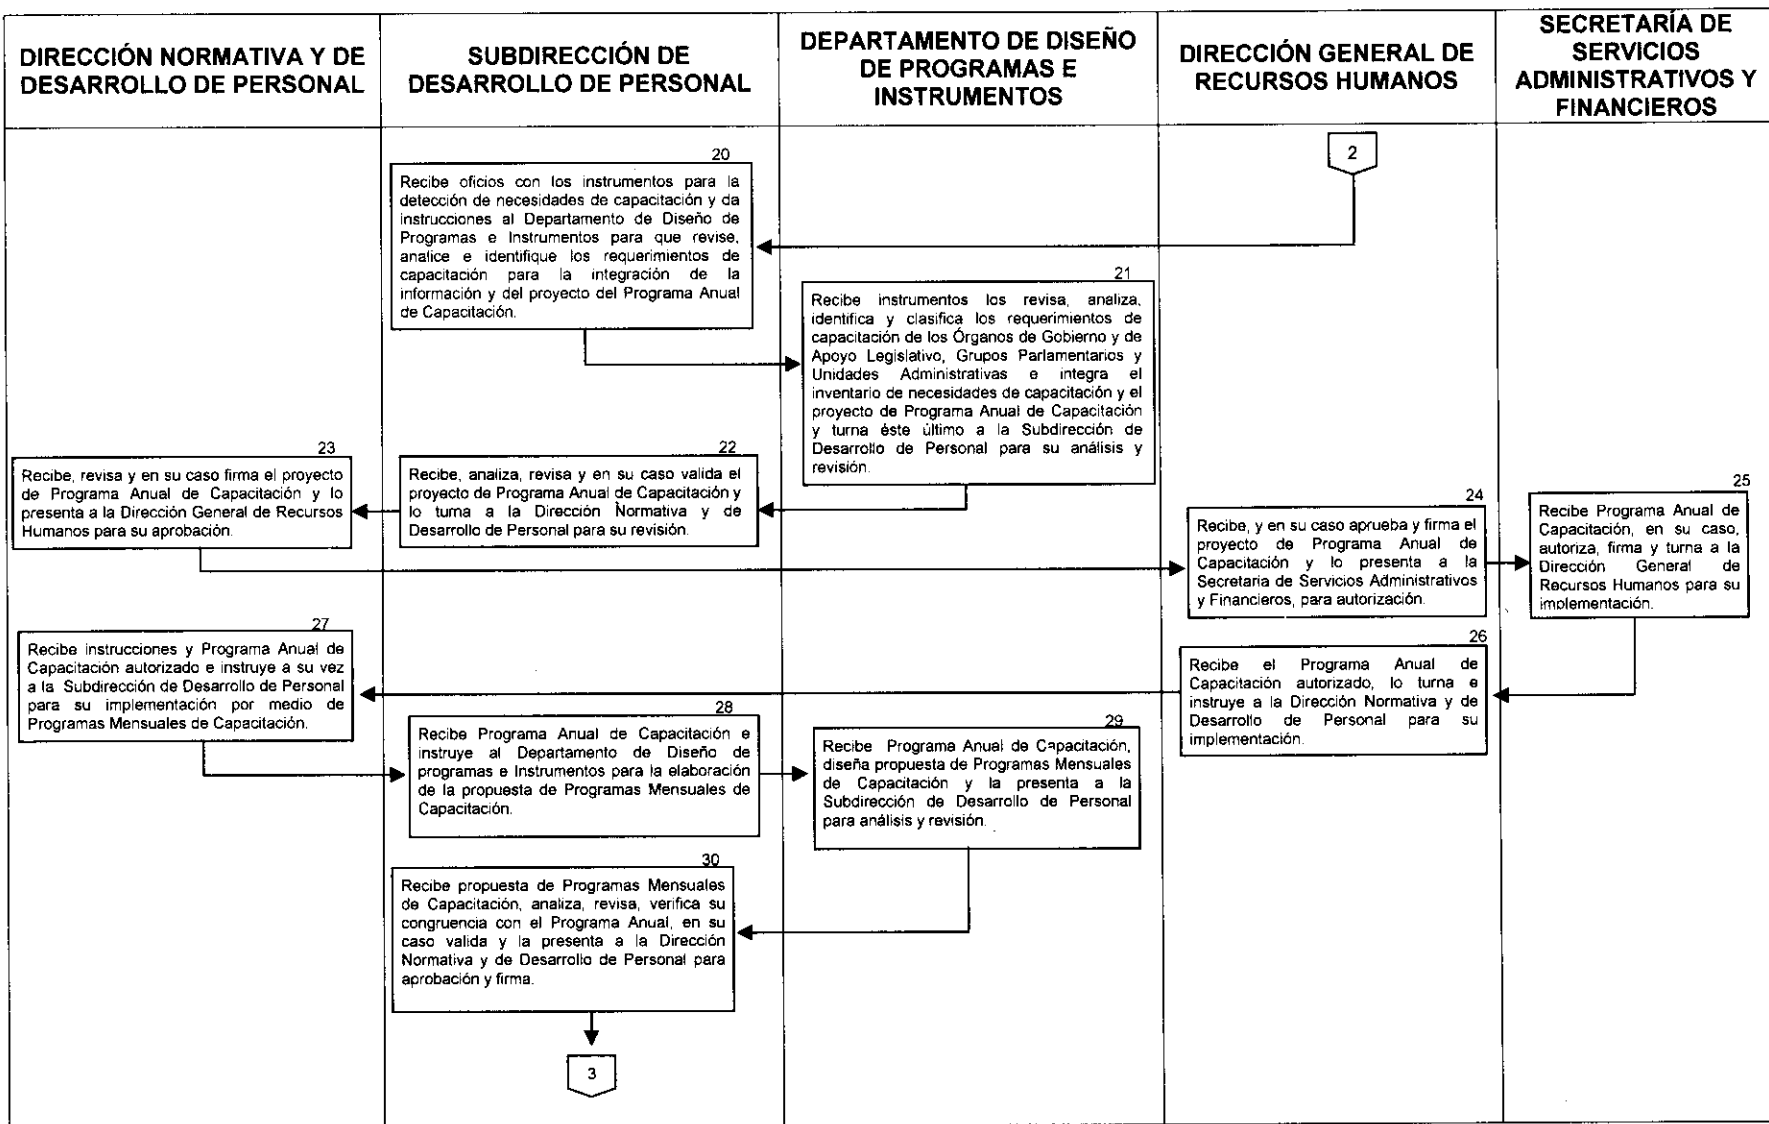 DIRECCIÓN NORMATIVA Y DE
DESARROLLO DE PERSONAL
SUBDIRECCIÓN DE
DESARROLLO DE PERSONAL
DEPARTAMENTO DE DISEÑO
DE PROGRAMAS E
INSTRUMENTOS
DIRECCIÓN GENERAL DE
RECURSOS HUMANOS
SECRETARÍA DE
SERVICIOS
ADMINISTRATIVOS Y
FINANCIEROS
2
20
Recibe oficios con los instrumentos para la
detección de necesidades de capacitación y da
instrucciones al Departamento de Diseño de
Programas e Instrumentos para que revise,
analice e identifique los requerimientos de
capacitación para la integración de la
información y del proyecto del Programa Anual
de Capacitación.
21
Recibe instrumentos los revisa, analiza,
identifica y clasifica los requerimientos de
capacitación de los Órganos de Gobierno y de
Apoyo Legislativo, Grupos Parlamentarios y
Unidades Administrativas e integra el
inventario de necesidades de capacitación y el
proyecto de Programa Anual de Capacitación
y turna éste último a la Subdirección de
Desarrollo de Personal para su análisis y
revisión.
22
Recibe, analiza, revisa y en su caso valida el
proyecto de Programa Anual de Capacitación y
lo turna a la Dirección Normativa y de
Desarrollo de Personal para su revisión.
23
Recibe, revisa y en su caso firma el proyecto
de Programa Anual de Capacitación y lo
presenta a la Dirección General de Recursos
Humanos para su aprobación.
24
Recibe, y en su caso aprueba y firma el
proyecto de Programa Anual de
Capacitación y lo presenta a la
Secretaria de Servicios Administrativos
y Financieros, para autorización.
25
Recibe Programa Anual de
Capacitación, en su caso,
autoriza, firma y turna a la
Dirección General de
Recursos Humanos para su
implementación.
26
Recibe el Programa Anual de
Capacitación autorizado, lo turna e
instruye a la Dirección Normativa y de
Desarrollo de Personal para su
implementación.
27
Recibe instrucciones y Programa Anual de
Capacitación autorizado e instruye a su vez
a la Subdirección de Desarrollo de Personal
para su implementación por medio de
Programas Mensuales de Capacitación.
28
Recibe Programa Anual de Capacitación e
instruye al Departamento de Diseño de
programas e Instrumentos para la elaboración
de la propuesta de Programas Mensuales de
Capacitación.
29
Recibe Programa Anual de Capacitación,
diseña propuesta de Programas Mensuales
de Capacitación y la presenta a la
Subdirección de Desarrollo de Personal
para análisis y revisión.
30
Recibe propuesta de Programas Mensuales
de Capacitación, analiza, revisa, verifica su
congruencia con el Programa Anual, en su
caso valida y la presenta a la Dirección
Normativa y de Desarrollo de Personal para
aprobación y firma.
3